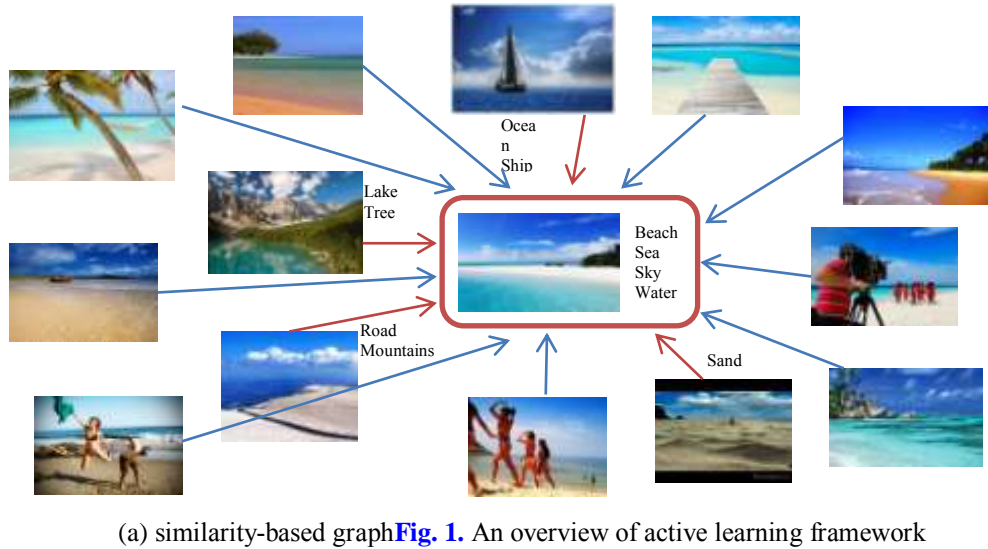 Ocea
n
Ship
Lake
Tree
Beach
Sea
Sky
Water
Road
Mountains
Sand
(a) similarity-based graphFig. 1. An overview of active learning framework